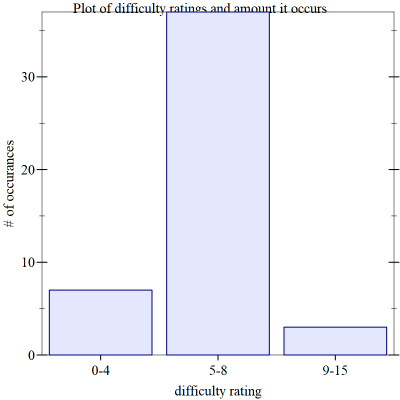 Plot of difficulty ratings and amount it occurs
30
20
10
0
# of occurances
0-4 5-8 9-15
difficulty rating